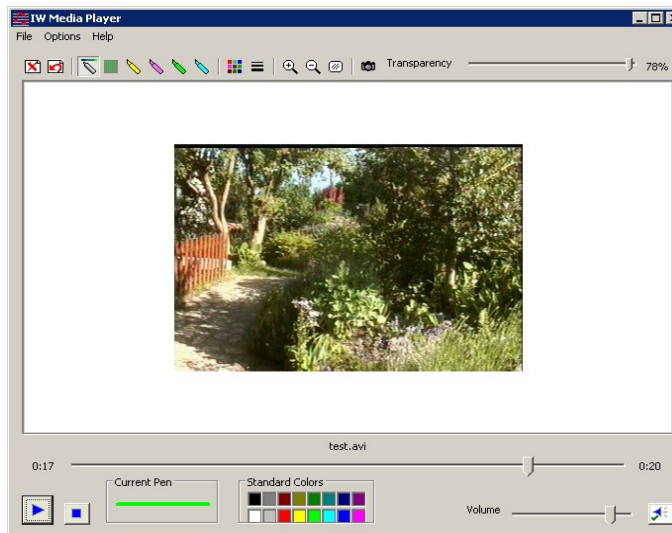 IW Media Player
File Options Help
Transparency 78%
test.avi
0:17 0:20
Current Pen Standard Colors
Volume